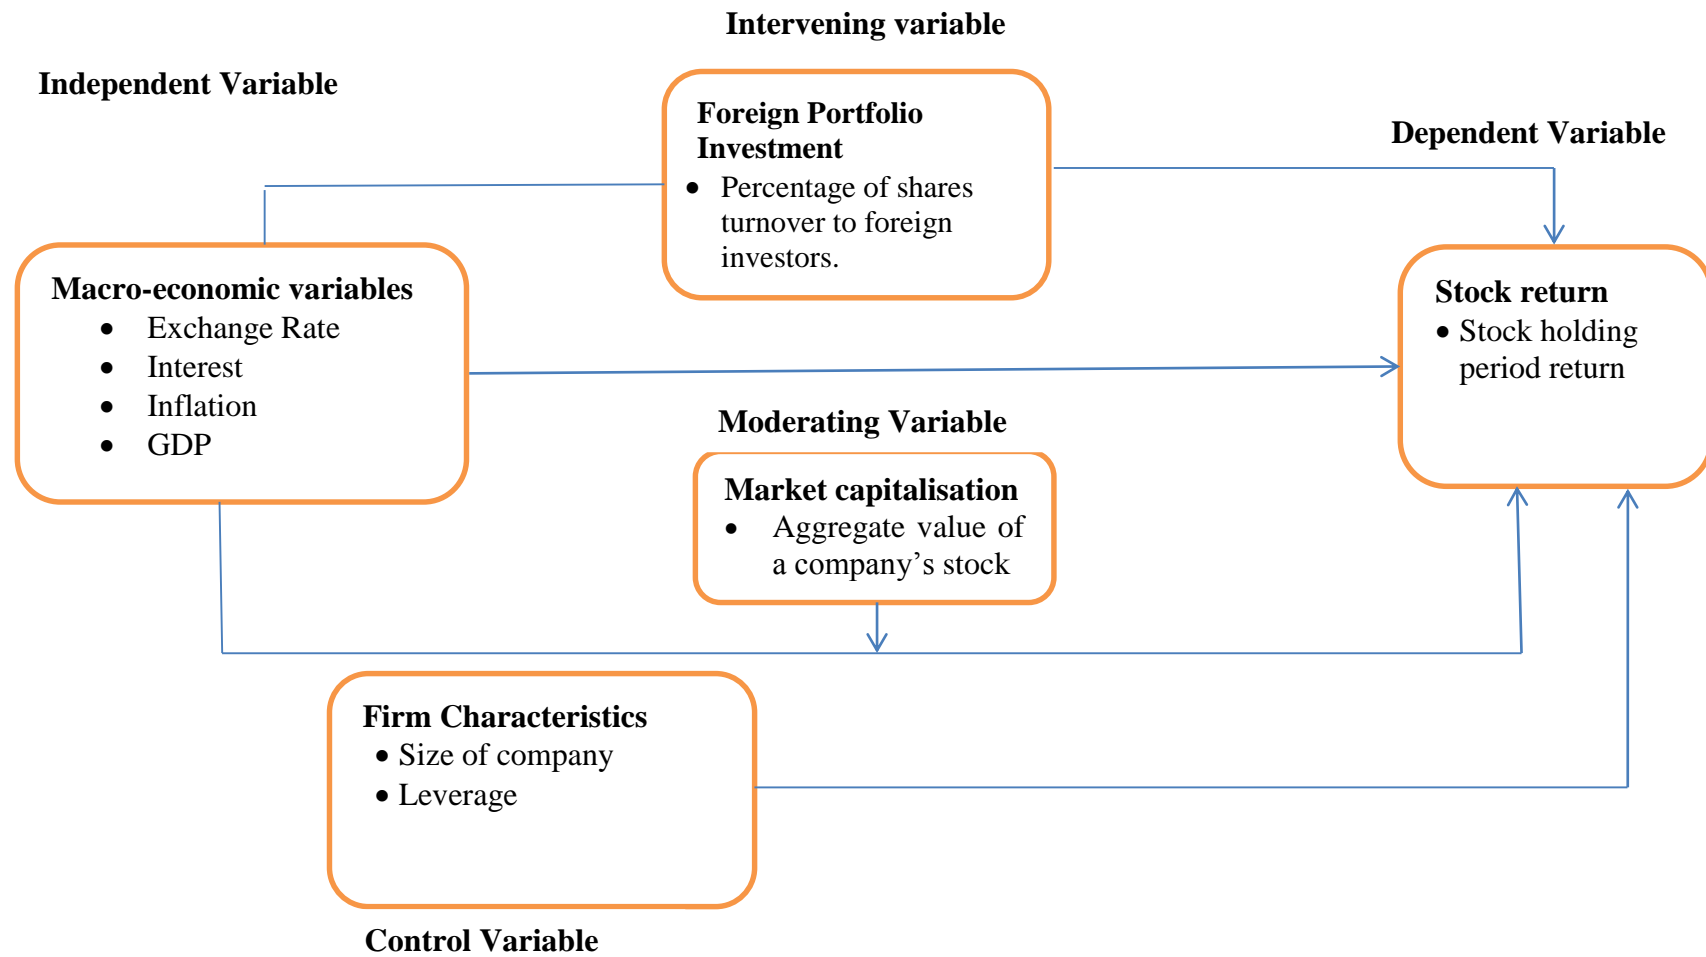 Intervening variable
Independent Variable
Foreign Portfolio
Investment
• Percentage of shares
turnover to foreign
investors.
Dependent Variable
Macro-economic variables
• Exchange Rate
• Interest
• Inflation
• GDP
Stock return
• Stock holding
period return
Moderating Variable
Market capitalisation
• Aggregate value of
a company’s stock
Firm Characteristics
• Size of company
• Leverage
Control Variable